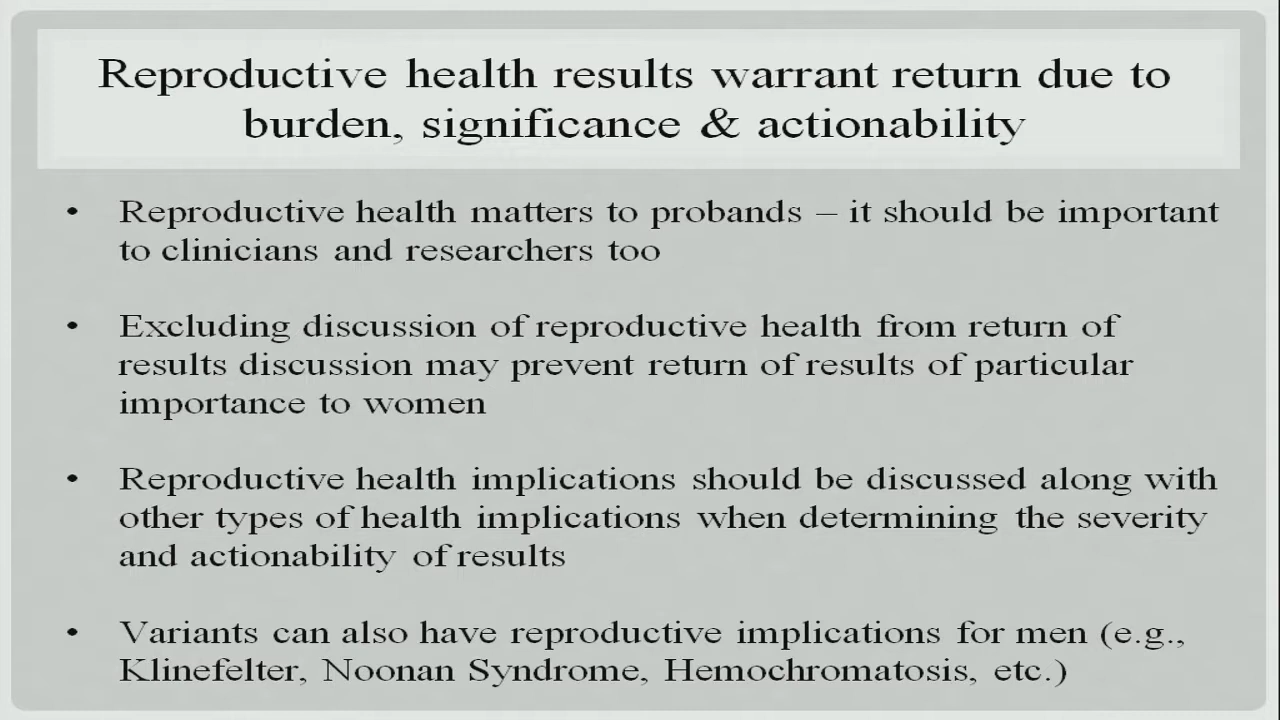 Reproductive health results warrant return due to
burden, significance & actionability
• Reproductive health matters to probands – it should be important
to clinicians and researchers too
• Excluding discussion of reproductive health from return of
results discussion may prevent return of results of particular
importance to women
• Reproductive health implications should be discussed along with
other types of health implications when determining the severity
and actionability of results
• Variants can also have reproductive implications for men (e.g.,
Klinefelter, Noonan Syndrome, Hemochromatosis, etc.)